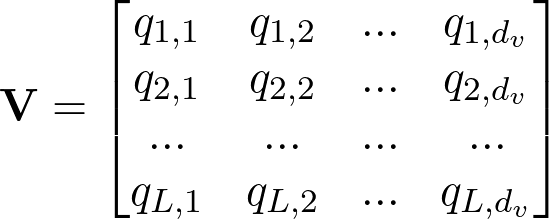 q_{1,1} q_{1,2} ... q_{1,d_v}
q_{2,1} q_{2,2} ... q_{2,d_v}
V =
... ... ... ...
q_{L,1} q_{L,2} ... q_{L,d_v}